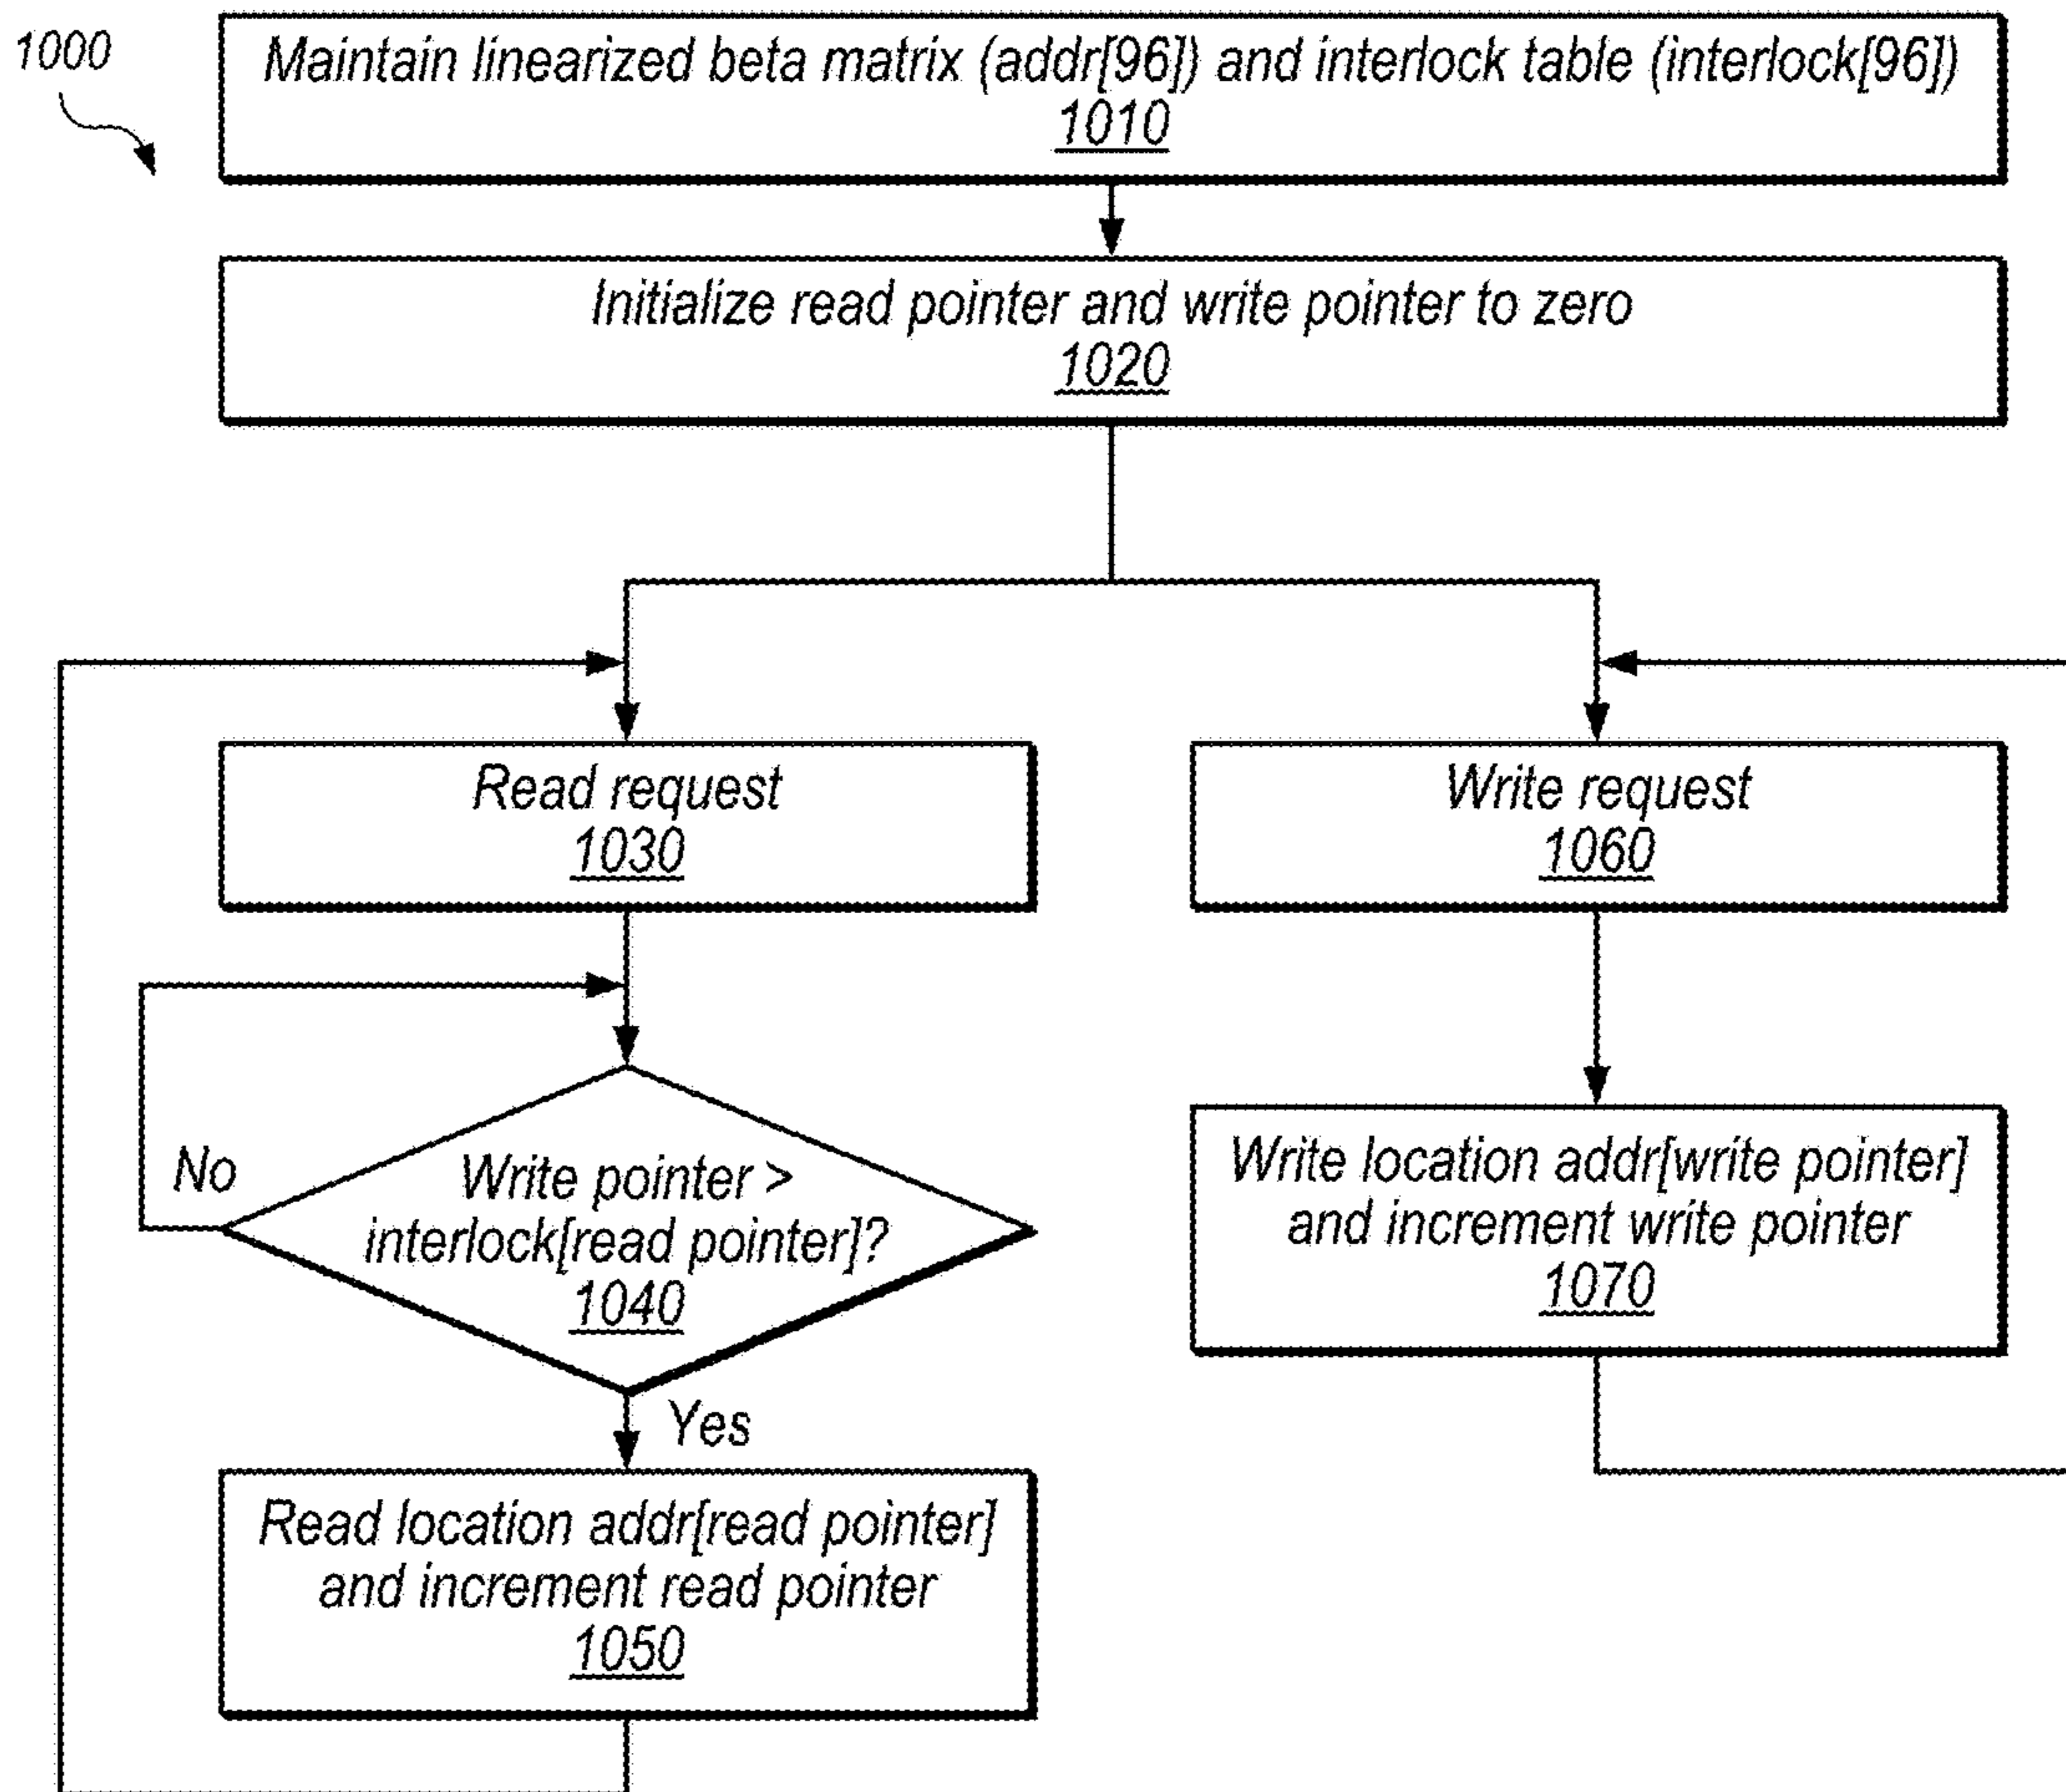 1000
Maintain linearized beta matrix (addr[96]) and interlock table (interlock[96])
1010
Initialize read pointer and write pointer to zero
1020
Read request
1030
Write request
1060
No
Write pointer >
interlock[read pointer]?
1040
Write location addr[write pointer]
and increment write pointer
1070
Yes
Read location addr[read pointer]
and increment read pointer
1050